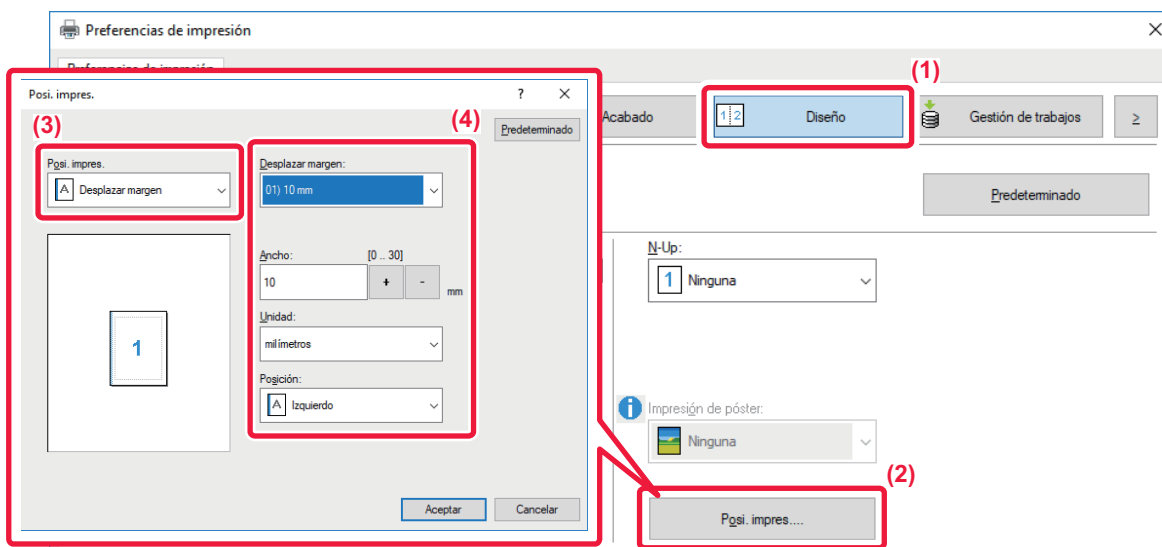 Preferencias de impresión
Preferencias de impresión
(1)
Acabado
1 2
Diseño
Gestión de trabajos
>
Predeterminado
N-Up:
1 Ninguna
Impresión de póster:
Ninguna
(2)
Posi. impres....
Posi. impres.
?
(3)
(4)
Predeterminado
Posi. impres.
A Desplazar margen
1
Desplazar margen:
01) 10 mm
Ancho: [0 .. 30]
10 + - mm
Unidad:
milímetros
Posición:
A Izquierdo
Aceptar
Cancelar